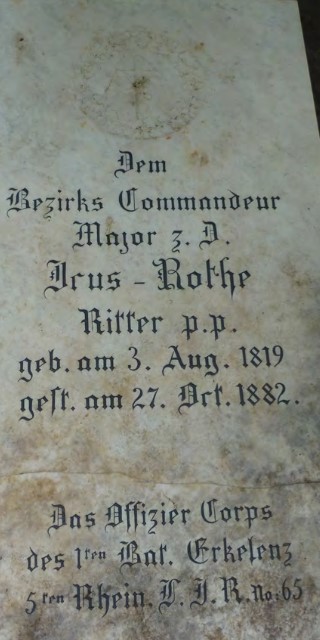 Dem
Bezirks Commandeur
Major z. D.
Icus - Rothe
Ritter p.p.
geb. am 3. Aug. 1819
gest. am 27. Oct. 1882.
Das Offizier Corps
des 1ten Bat. Erkelenz
5ten Rhein. L. I. R. No. 65